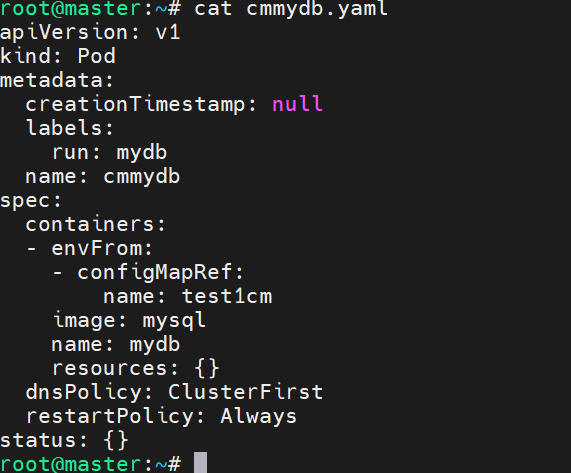 root@master:~# cat cmmydb.yaml
apiVersion: v1
kind: Pod
metadata:
  creationTimestamp: null
  labels:
    run: mydb
  name: cmmydb
spec:
  containers:
  - envFrom:
    - configMapRef:
        name: test1cm
    image: mysql
    name: mydb
    resources: {}
  dnsPolicy: ClusterFirst
  restartPolicy: Always
status: {}
root@master:~#